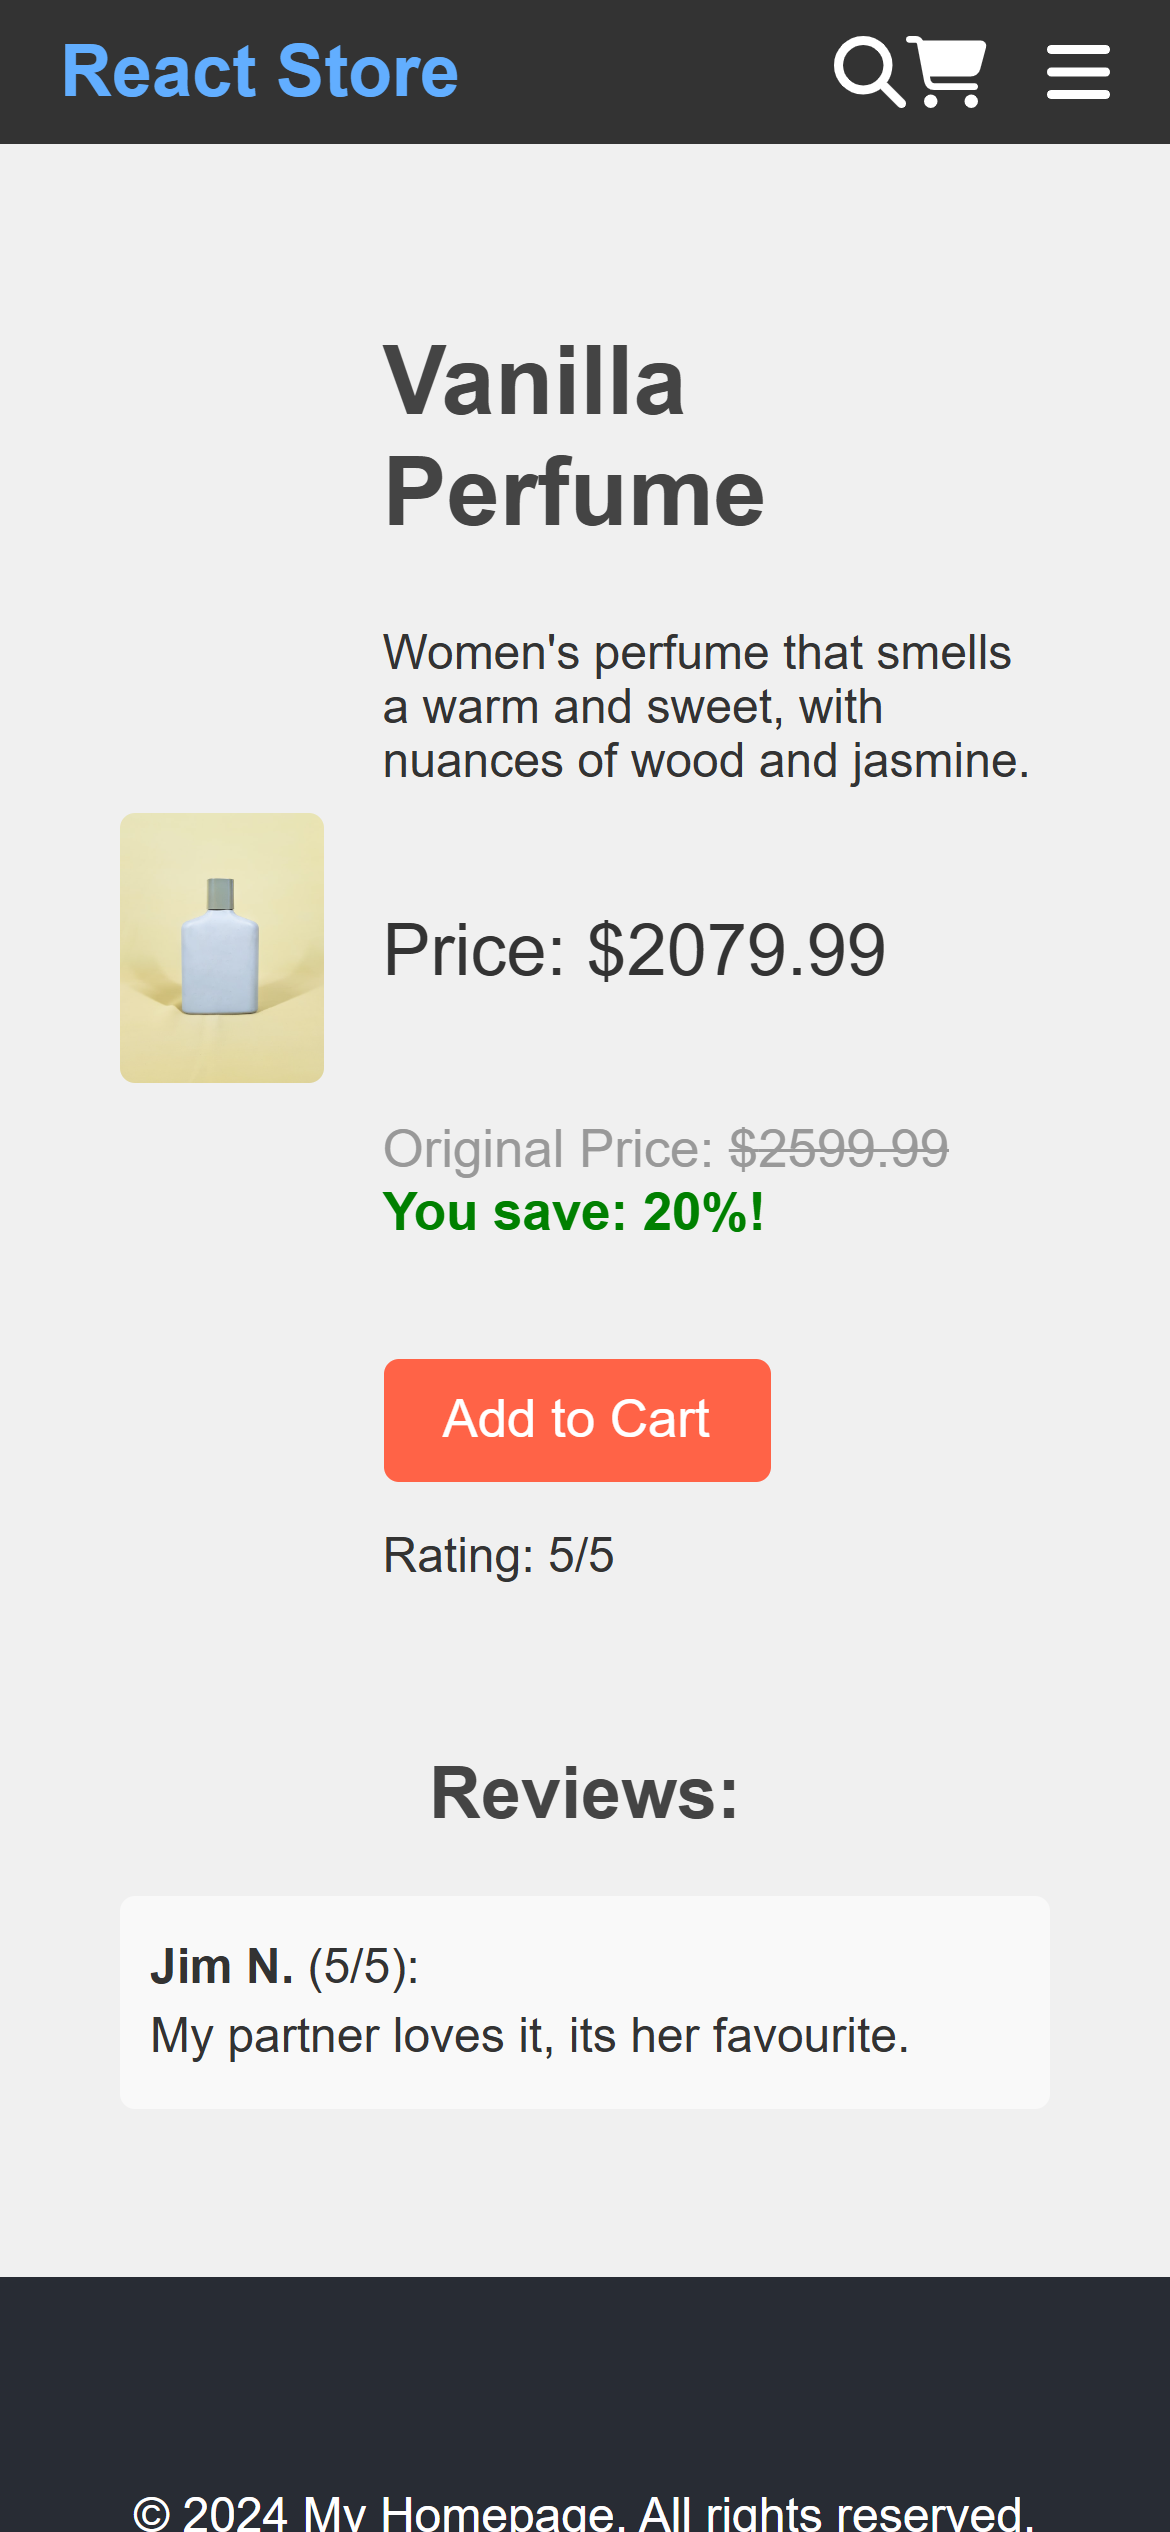 React Store
Vanilla
Perfume
Women's perfume that smells
a warm and sweet, with
nuances of wood and jasmine.
Price: $2079.99
Original Price: $2599.99
You save: 20%!
Add to Cart
Rating: 5/5
Reviews:
Jim N. (5/5):
My partner loves it, its her favourite.
© 2024 My Homepage. All rights reserved.